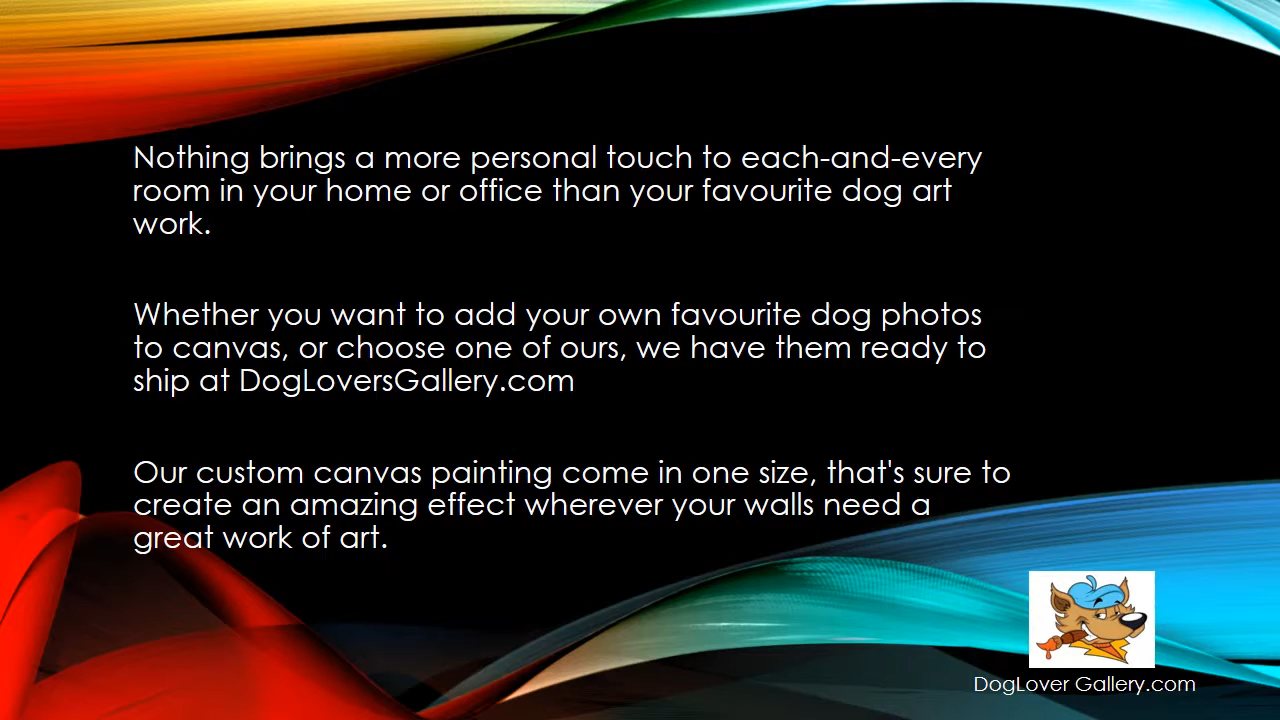 Nothing brings a more personal touch to each-and-every
room in your home or office than your favourite dog art
work.
Whether you want to add your own favourite dog photos
to canvas, or choose one of ours, we have them ready to
ship at DogLoversGallery.com
Our custom canvas painting come in one size, that's sure to
create an amazing effect wherever your walls need a
great work of art.
DogLover Gallery.com